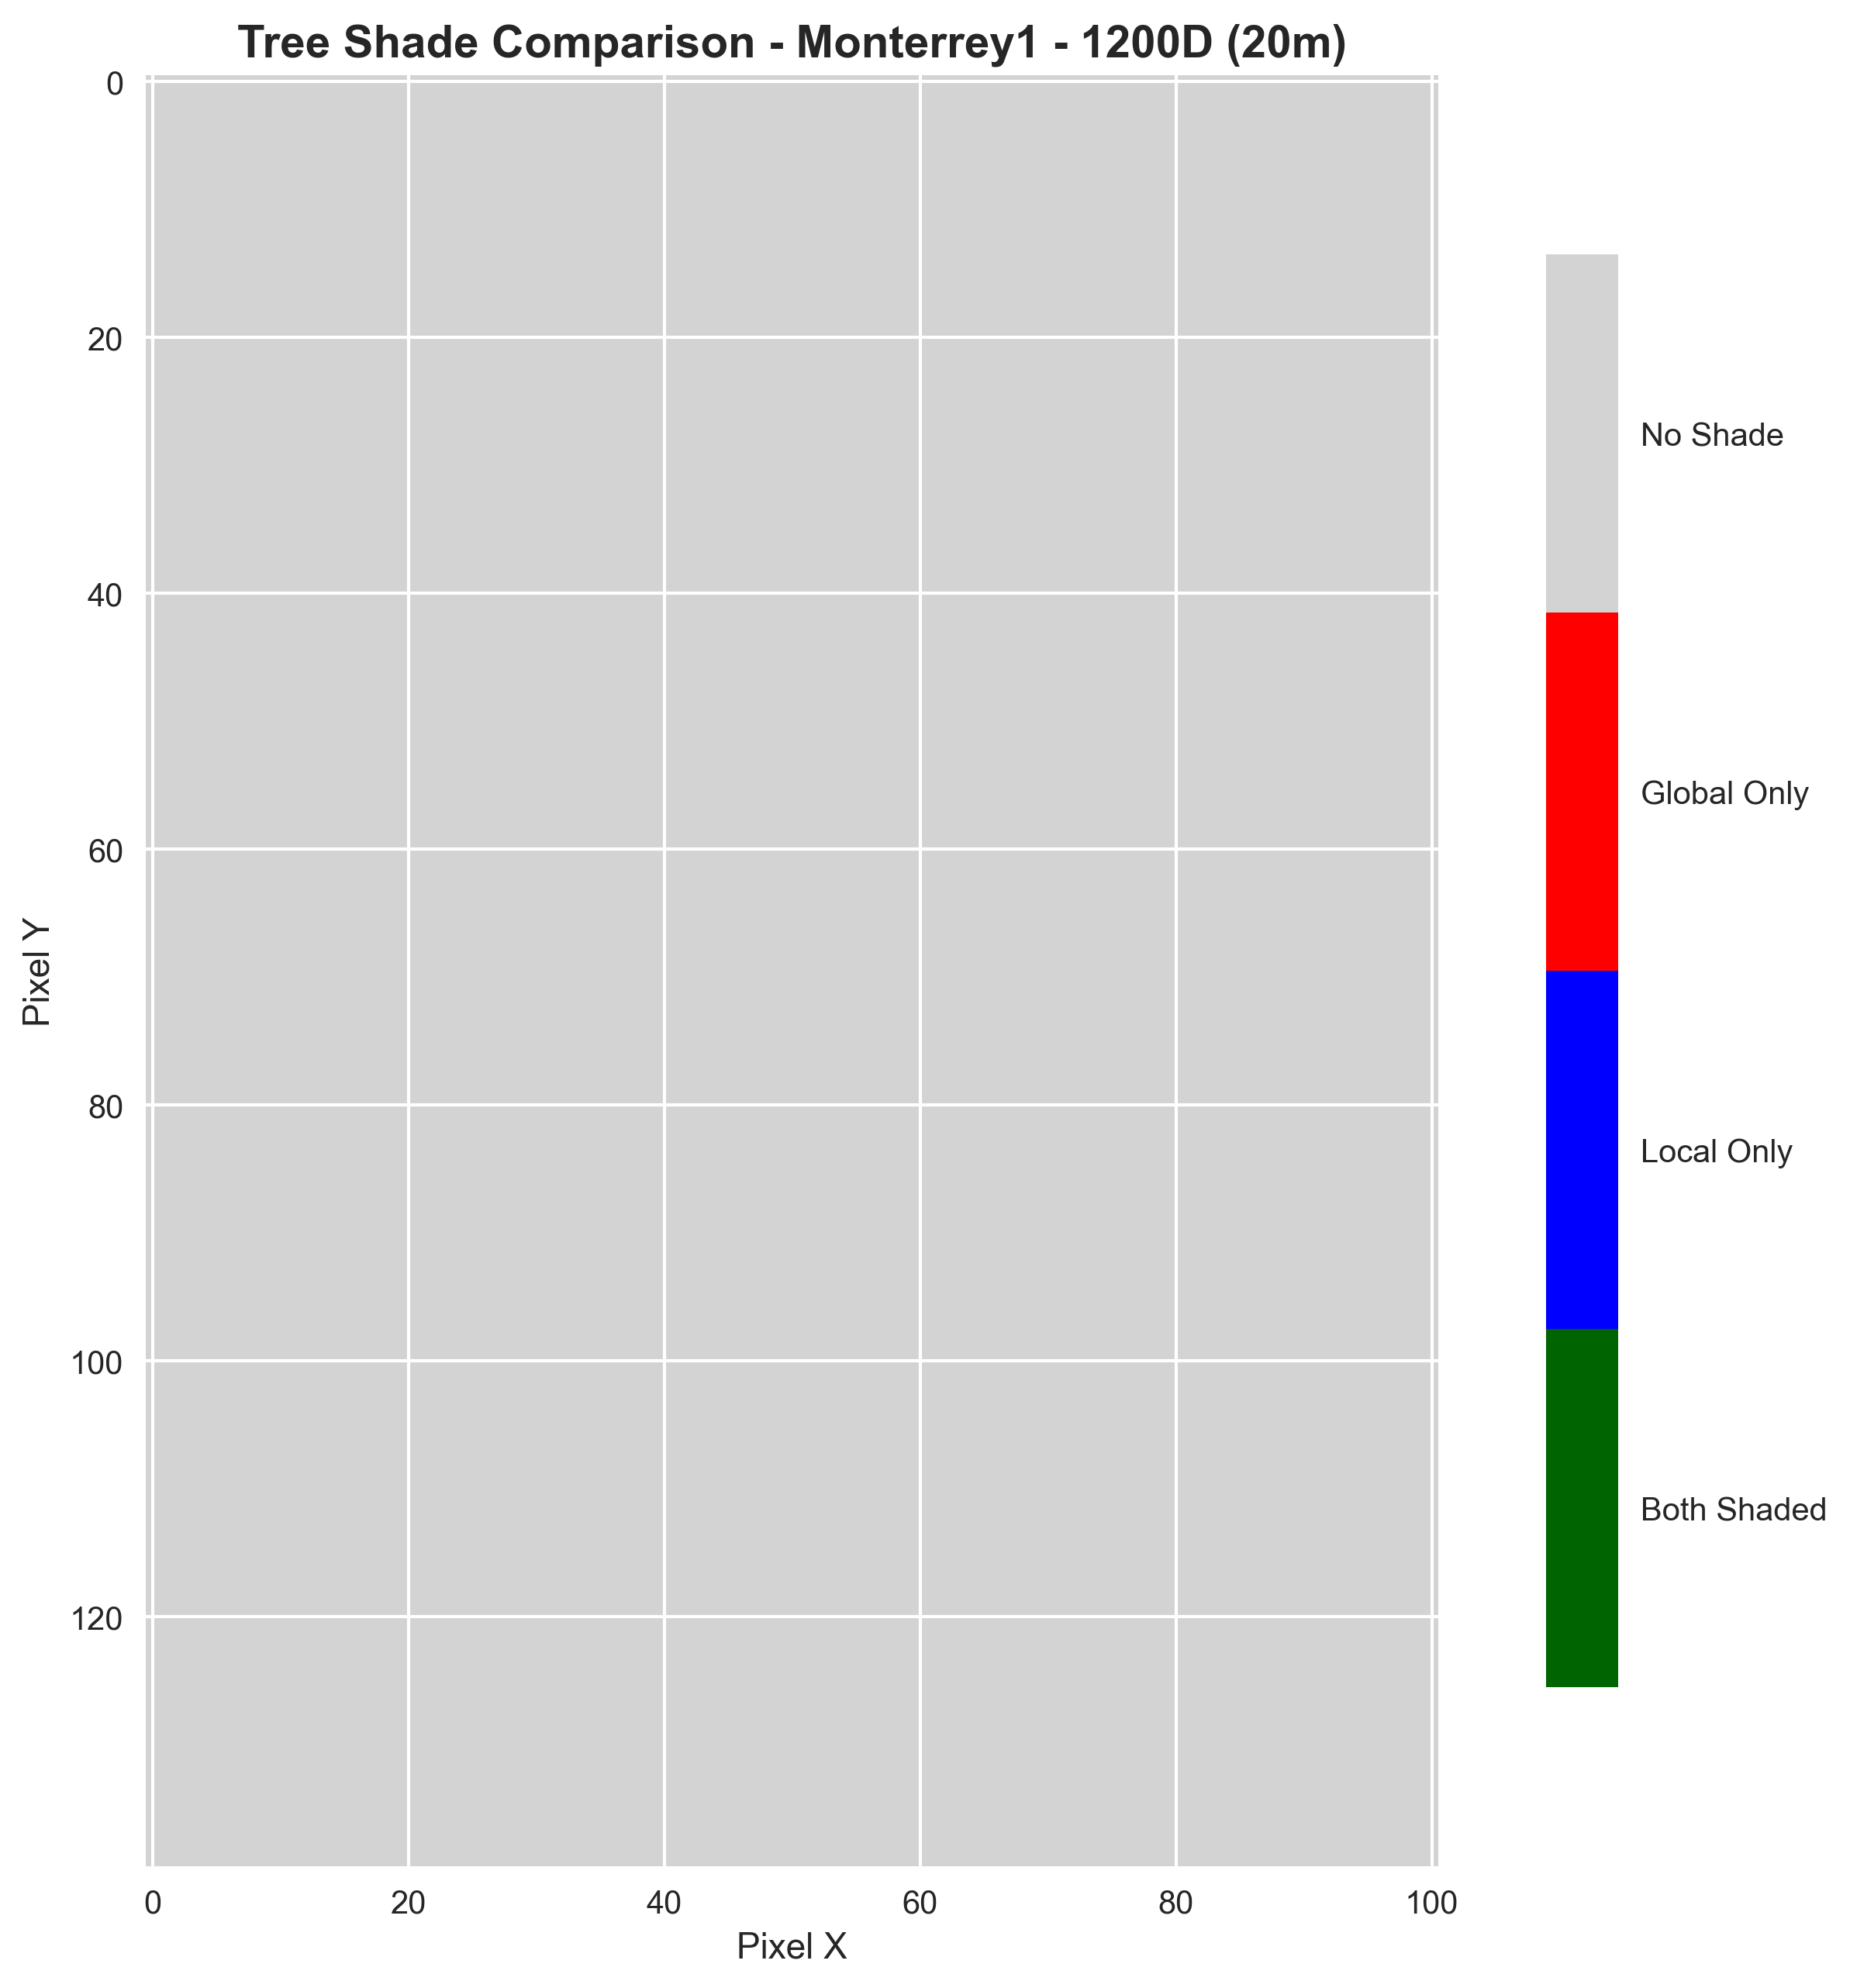 Tree Shade Comparison - Monterrey1 - 1200D (20m)
0
20
40
60
80
100
120
Pixel Y
0 20 40 60 80 100
Pixel X
No Shade
Global Only
Local Only
Both Shaded